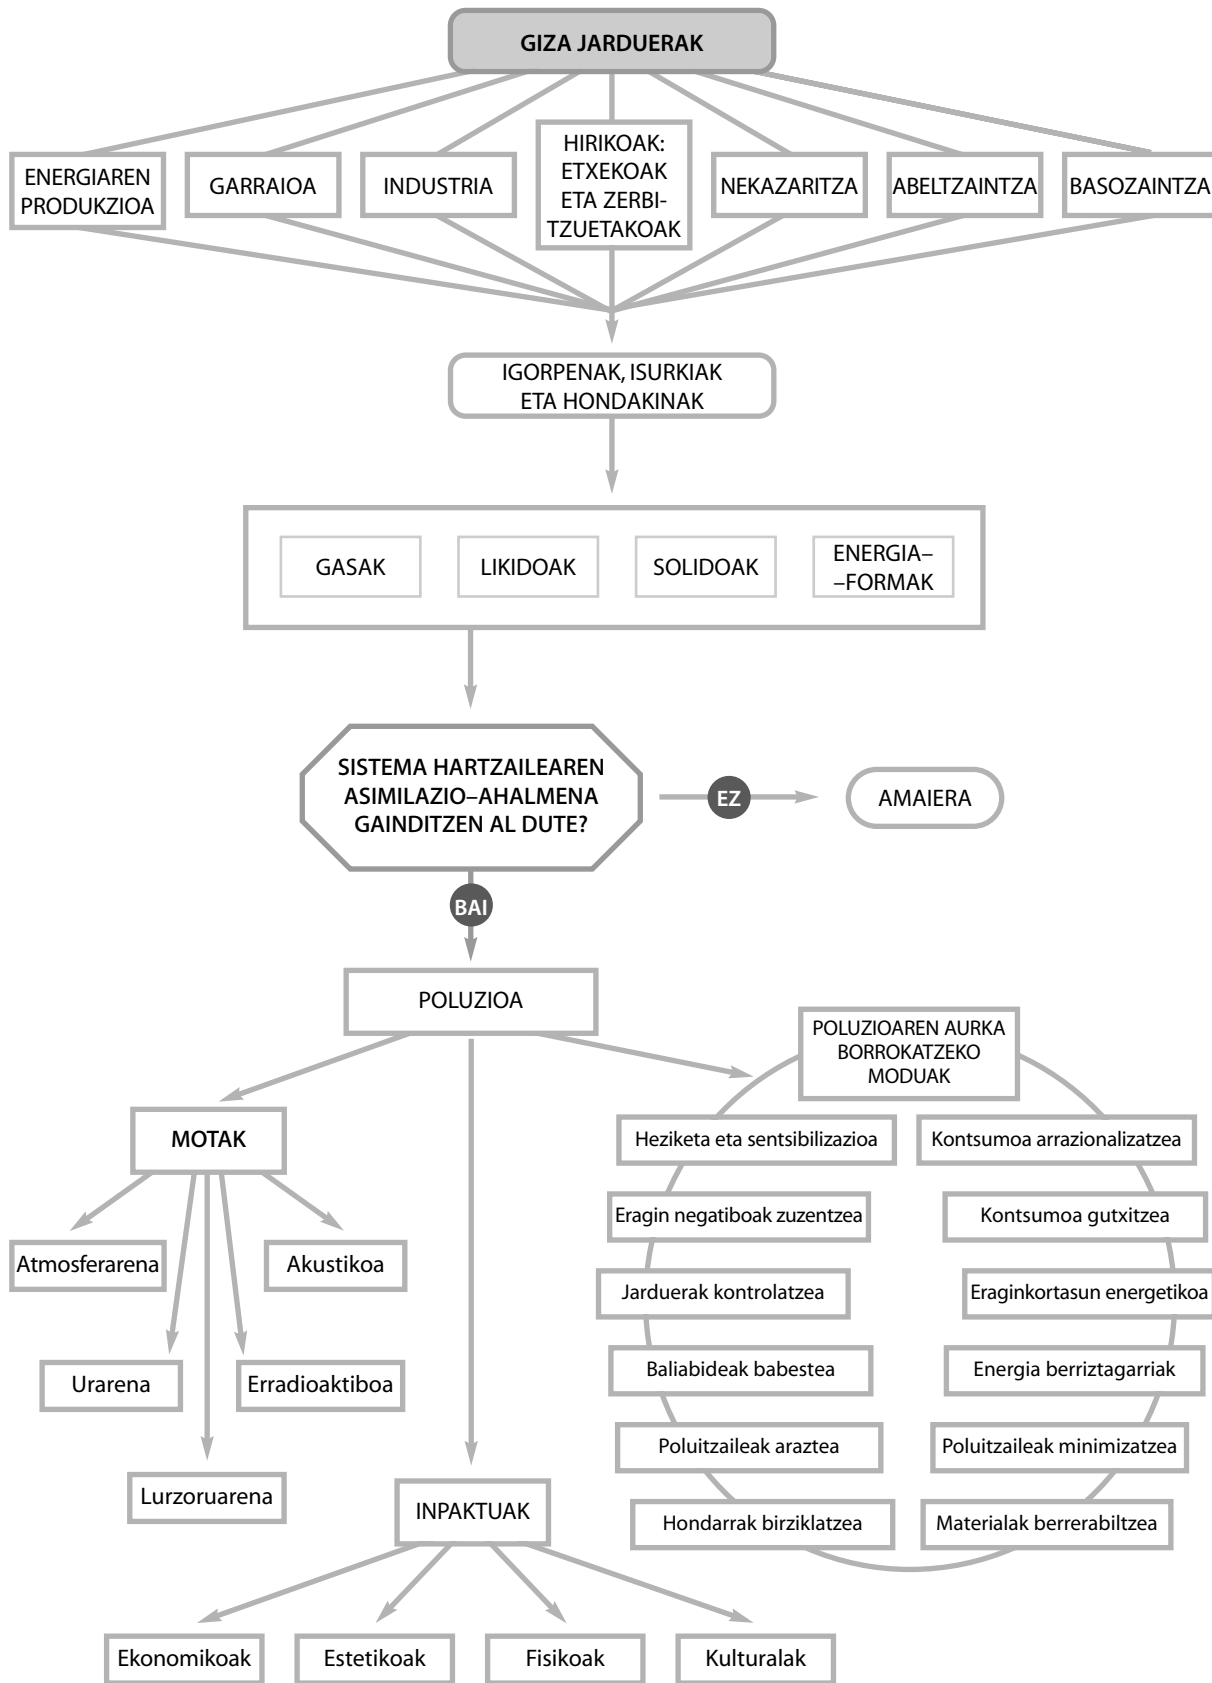 GIZA JARDUERAK
ENERGIAREN
PRODUKZIOA
GARRAIOA
INDUSTRIA
HIRIKOAK:
ETXEKOAK
ETA ZERBI-
TZUETAKOAK
NEKAZARITZA
ABELTZAINTZA
BASOZAINTZA
IGORPENAK, ISURKIAK
ETA HONDAKINAK
GASAK
LIKIDOAK
SOLIDOAK
ENERGIA–
–FORMAK
SISTEMA HARTZAILEAREN
ASIMILAZIO–AHALMENA
GAINDITZEN AL DUTE?
EZ
AMAIERA
BAI
POLUZIOA
MOTAK
Atmosferarena
Akustikoa
Urarena
Erradioaktiboa
Lurzoruarena
INPAKTUAK
Ekonomikoak
Estetikoak
Fisikoak
Kulturalak
POLUZIOAREN AURKA
BORROKATZEKO
MODUAK
Heziketa eta sentsibilizazioa
Kontsumoa arrazionalizatzea
Eragin negatiboak zuzentzea
Kontsumoa gutxitzea
Jarduerak kontrolatzea
Eraginkortasun energetikoa
Baliabideak babestea
Energia berriztagarriak
Poluitzaileak araztea
Poluitzaileak minimizatzea
Hondarrak birziklatzea
Materialak berrerabiltzea